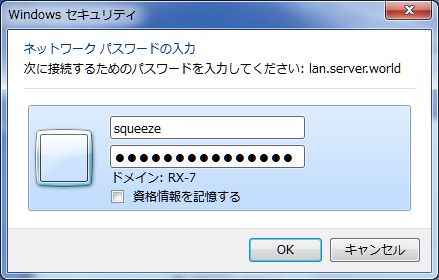 Windows セキュリティ
ネットワーク パスワードの入力
次に接続するためのパスワードを入力してください: lan.server.world
squeeze
●●●●●●●●●●●●●●●
ドメイン: RX-7
資格情報を記憶する
OK
キャンセル